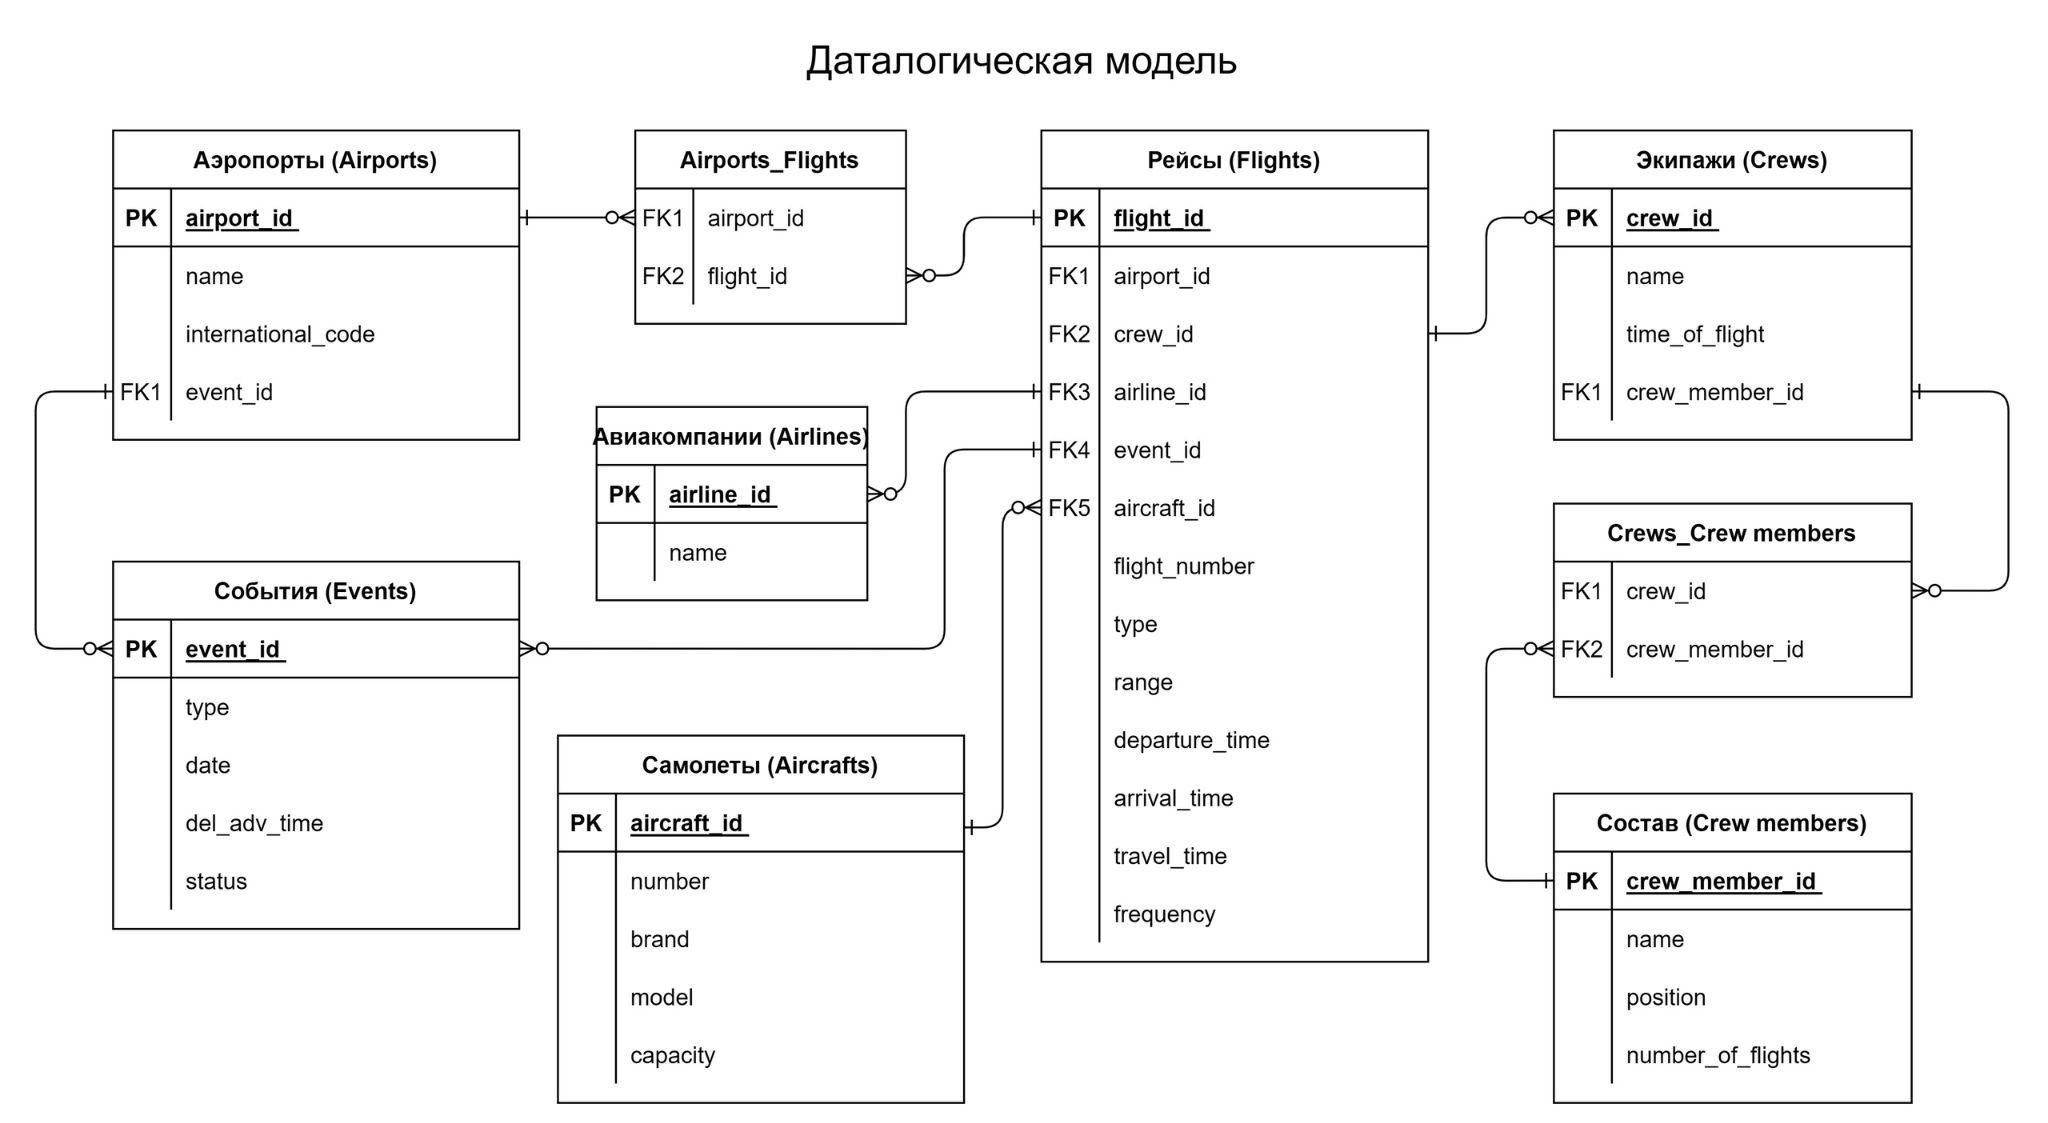 Даталогическая модель
Аэропорты (Airports)
PK airport_id
name
international_code
FK1 event_id
Airports_Flights
FK1 airport_id
FK2 flight_id
Рейсы (Flights)
PK flight_id
FK1 airport_id
FK2 crew_id
FK3 airline_id
FK4 event_id
FK5 aircraft_id
flight_number
type
range
departure_time
arrival_time
travel_time
frequency
Экипажи (Crews)
PK crew_id
name
time_of_flight
FK1 crew_member_id
Авиакомпании (Airlines)
PK airline_id
name
Crews_Crew members
FK1 crew_id
FK2 crew_member_id
События (Events)
PK event_id
type
date
del_adv_time
status
Самолеты (Aircrafts)
PK aircraft_id
number
brand
model
capacity
Состав (Crew members)
PK crew_member_id
name
position
number_of_flights